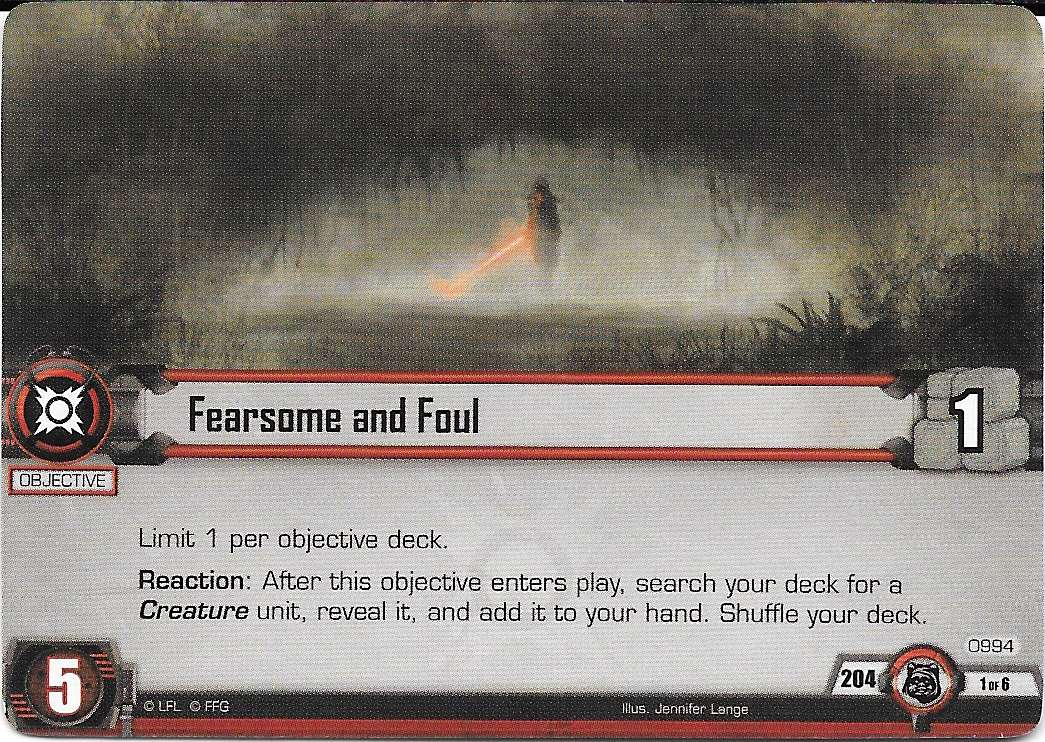 Fearsome and Foul
1
OBJECTIVE
Limit 1 per objective deck.
Reaction: After this objective enters play, search your deck for a
Creature unit, reveal it, and add it to your hand. Shuffle your deck.
0994
5
204
1 OF 6
© LFL © FFG
Illus. Jennifer Lange